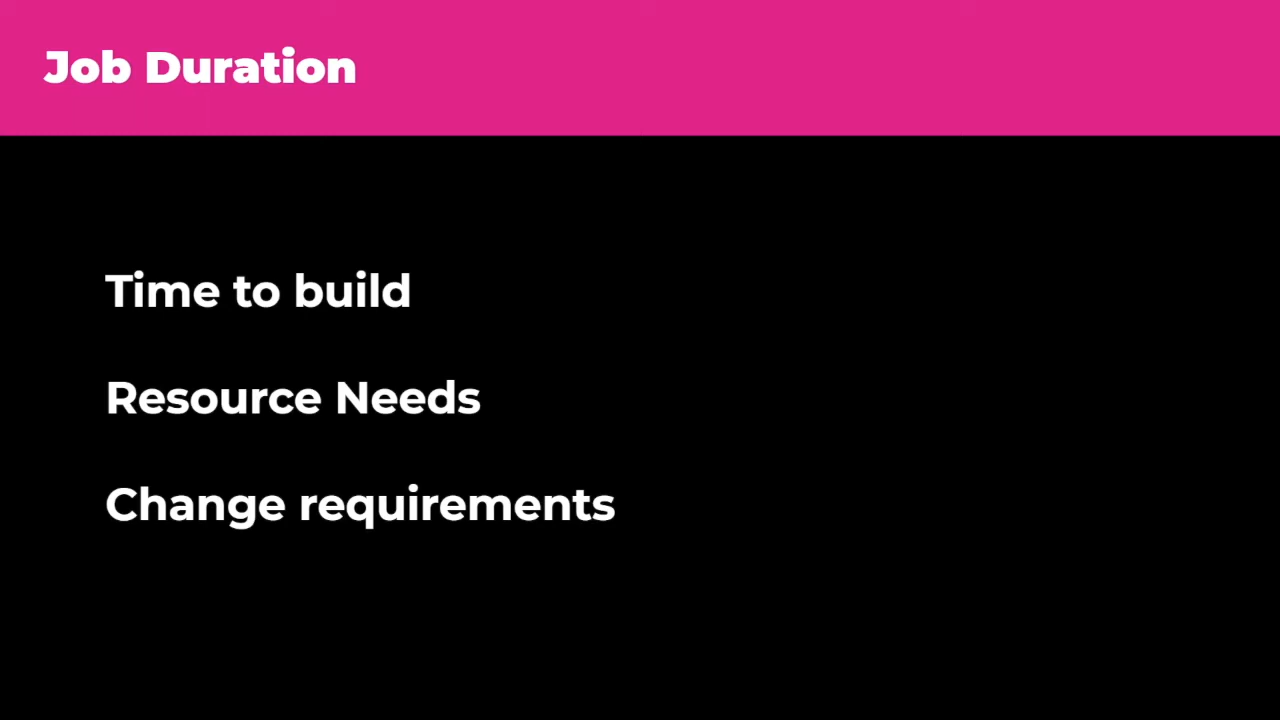 Job Duration
Time to build
Resource Needs
Change requirements